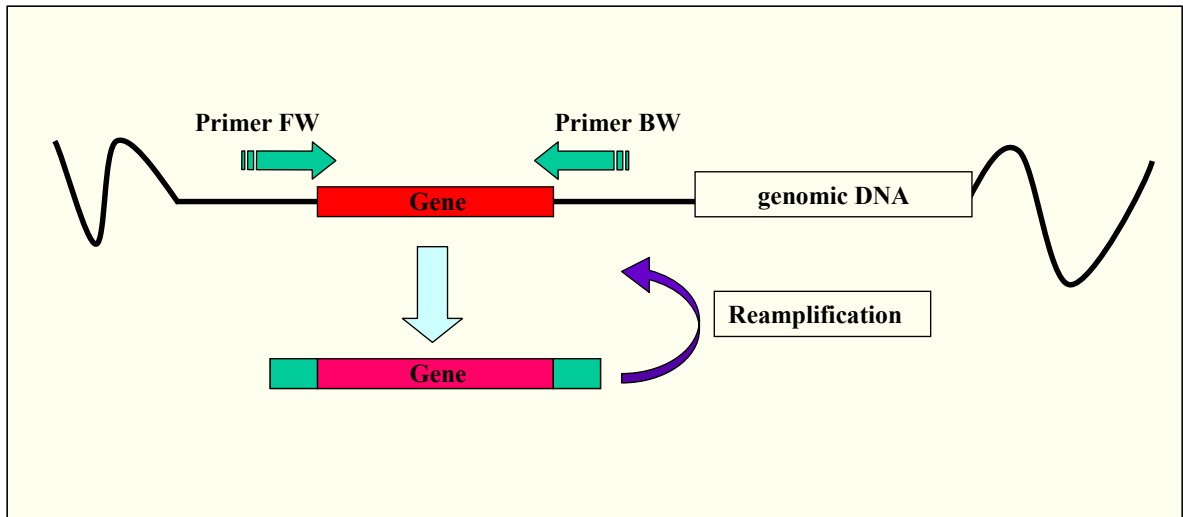 Primer FW
Primer BW
Gene
genomic DNA
Reamplification
Gene